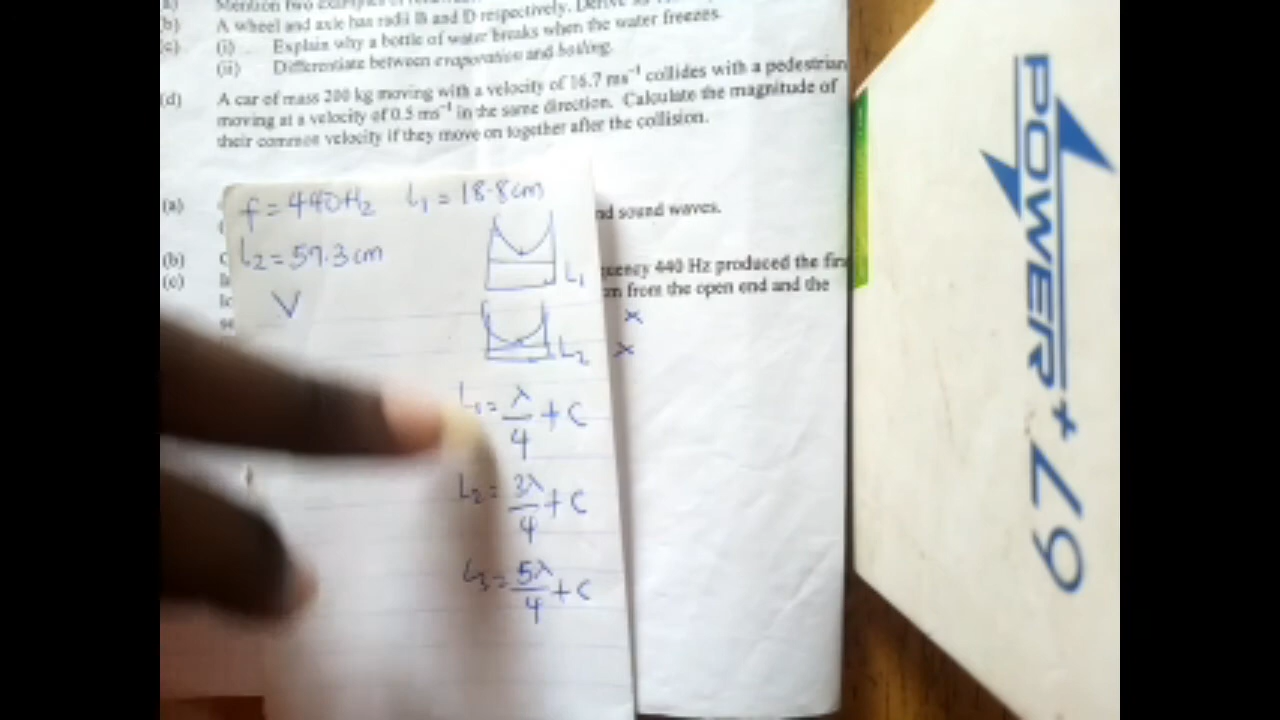 Mention two
(b) A wheel and axle has radii B and D respectively.
(c) (i) Explain why a bottle of water breaks when the water freezes.
(ii) Differentiate between evaporation and boiling.
(d) A car of mass 200 kg moving with a velocity of 16.7 ms⁻¹ collides with a pedestrian
moving at a velocity of 0.5 ms⁻¹ in the same direction. Calculate the magnitude of
their common velocity if they move on together after the collision.
f = 440Hz L₁ = 18.8cm
(a) nd sound waves.
L₂ = 57.3cm
(b)
(c) 440 Hz produced the
L₁
from the open end and the
V
L₂
λ/4 + C
L₂ = 3λ/4 + C
L₃ = 5λ/4 + C
POWER+ L9